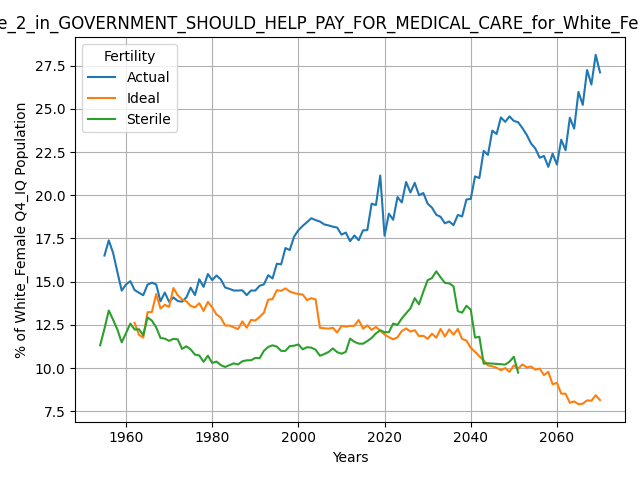 e_2_in_GOVERNMENT_SHOULD_HELP_PAY_FOR_MEDICAL_CARE_for_White_Fe
Fertility
Actual
Ideal
Sterile
% of White_Female Q4_IQ Population
27.5
25.0
22.5
20.0
17.5
15.0
12.5
10.0
7.5
1960
1980
2000
2020
2040
2060
Years